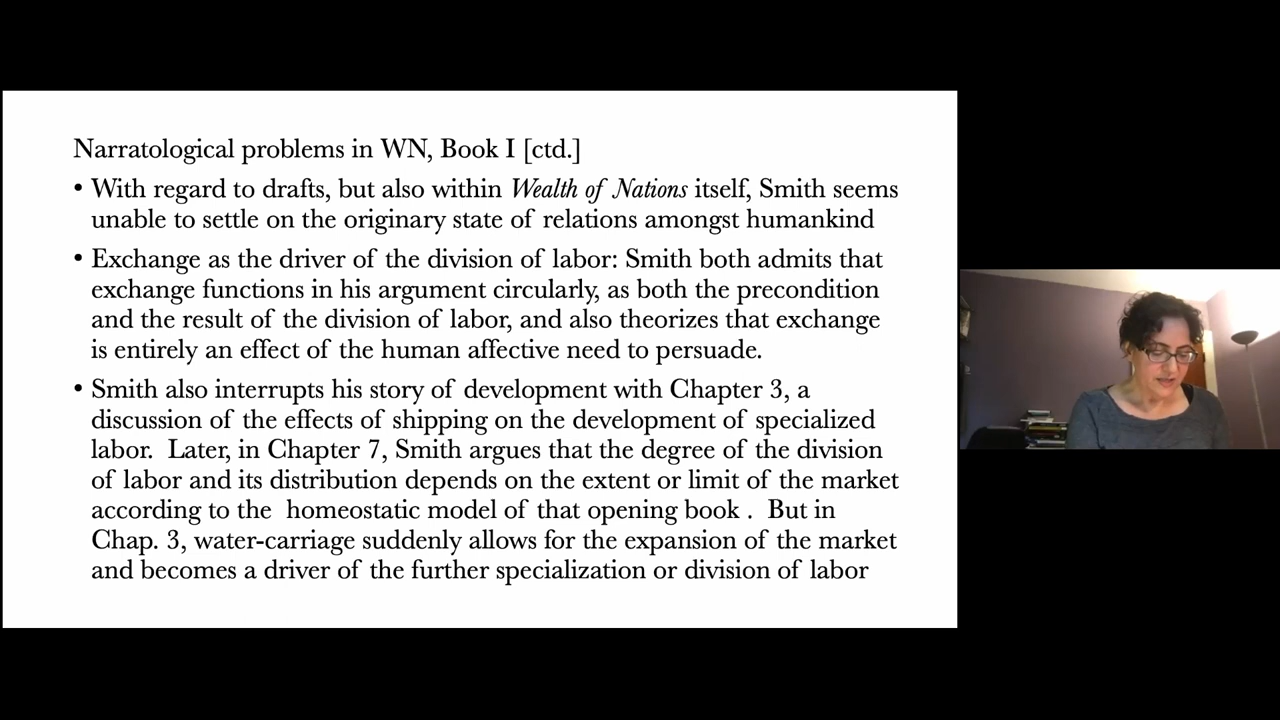 Narratological problems in WN, Book I [ctd.]
• With regard to drafts, but also within Wealth of Nations itself, Smith seems
unable to settle on the originary state of relations amongst humankind
• Exchange as the driver of the division of labor: Smith both admits that
exchange functions in his argument circularly, as both the precondition
and the result of the division of labor, and also theorizes that exchange
is entirely an effect of the human affective need to persuade.
• Smith also interrupts his story of development with Chapter 3, a
discussion of the effects of shipping on the development of specialized
labor.  Later, in Chapter 7, Smith argues that the degree of the division
of labor and its distribution depends on the extent or limit of the market
according to the  homeostatic model of that opening book .  But in
Chap. 3, water-carriage suddenly allows for the expansion of the market
and becomes a driver of the further specialization or division of labor